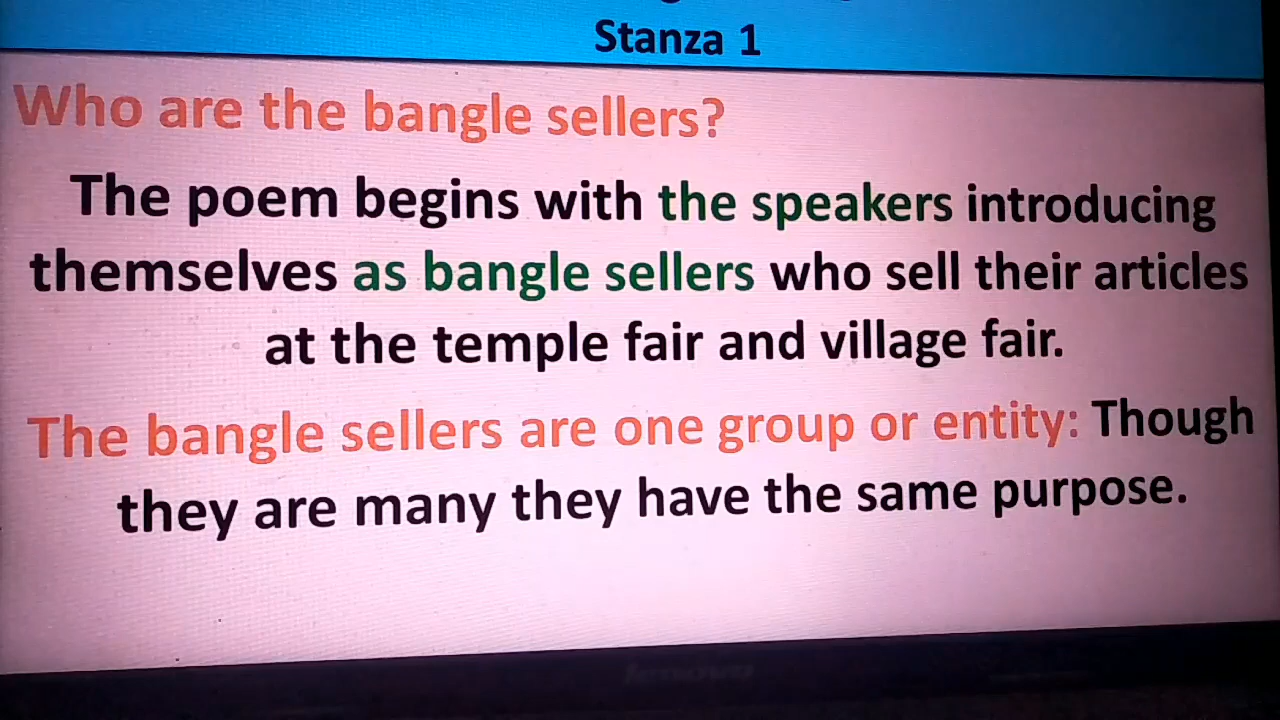 Stanza 1
Who are the bangle sellers?
The poem begins with the speakers introducing
themselves as bangle sellers who sell their articles
at the temple fair and village fair.
The bangle sellers are one group or entity: Though
they are many they have the same purpose.
lenovo